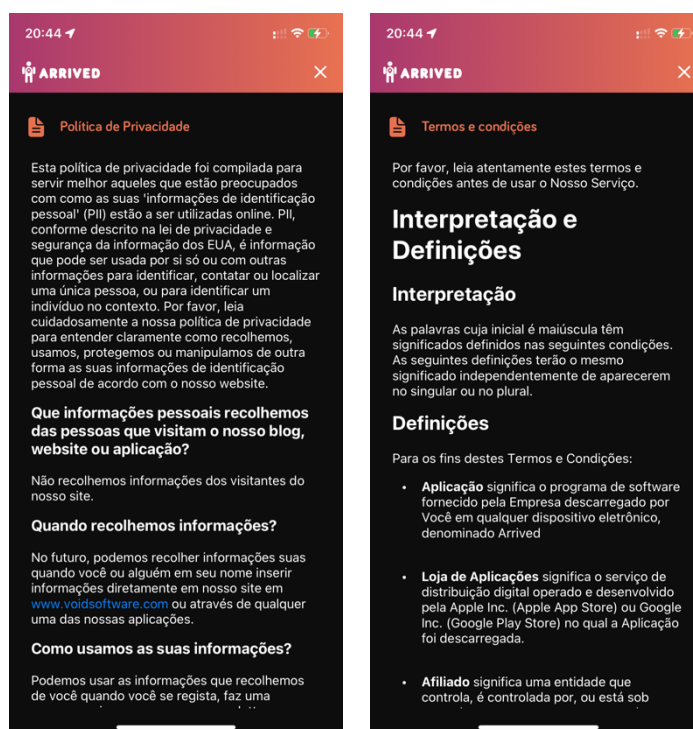 20:44
ARRIVED
Política de Privacidade
Esta política de privacidade foi compilada para
servir melhor aqueles que estão preocupados
com como as suas 'informações de identificação
pessoal' (PII) estão a ser utilizadas online. PII,
conforme descrito na lei de privacidade e
segurança da informação dos EUA, é informação
que pode ser usada por si só ou com outras
informações para identificar, contatar ou localizar
uma única pessoa, ou para identificar um
indivíduo no contexto. Por favor, leia
cuidadosamente a nossa política de privacidade
para entender claramente como recolhemos,
usamos, protegemos ou manipulamos de outra
forma as suas informações de identificação
pessoal de acordo com o nosso website.
Que informações pessoais recolhemos
das pessoas que visitam o nosso blog,
website ou aplicação?
Não recolhemos informações dos visitantes do
nosso site.
Quando recolhemos informações?
No futuro, podemos recolher informações suas
quando você ou alguém em seu nome inserir
informações diretamente em nosso site em
www.voidsoftware.com ou através de qualquer
uma das nossas aplicações.
Como usamos as suas informações?
Podemos usar as informações que recolhemos
de você quando você se regista, faz uma
20:44
ARRIVED
Termos e condições
Por favor, leia atentamente estes termos e
condições antes de usar o Nosso Serviço.
Interpretação e
Definições
Interpretação
As palavras cuja inicial é maiúscula têm
significados definidos nas seguintes condições.
As seguintes definições terão o mesmo
significado independentemente de aparecerem
no singular ou no plural.
Definições
Para os fins destes Termos e Condições:
• Aplicação significa o programa de software
fornecido pela Empresa descarregado por
Você em qualquer dispositivo eletrônico,
denominado Arrived
• Loja de Aplicações significa o serviço de
distribuição digital operado e desenvolvido
pela Apple Inc. (Apple App Store) ou Google
Inc. (Google Play Store) no qual a Aplicação
foi descarregada.
• Afiliado significa uma entidade que
controla, é controlada por, ou está sob